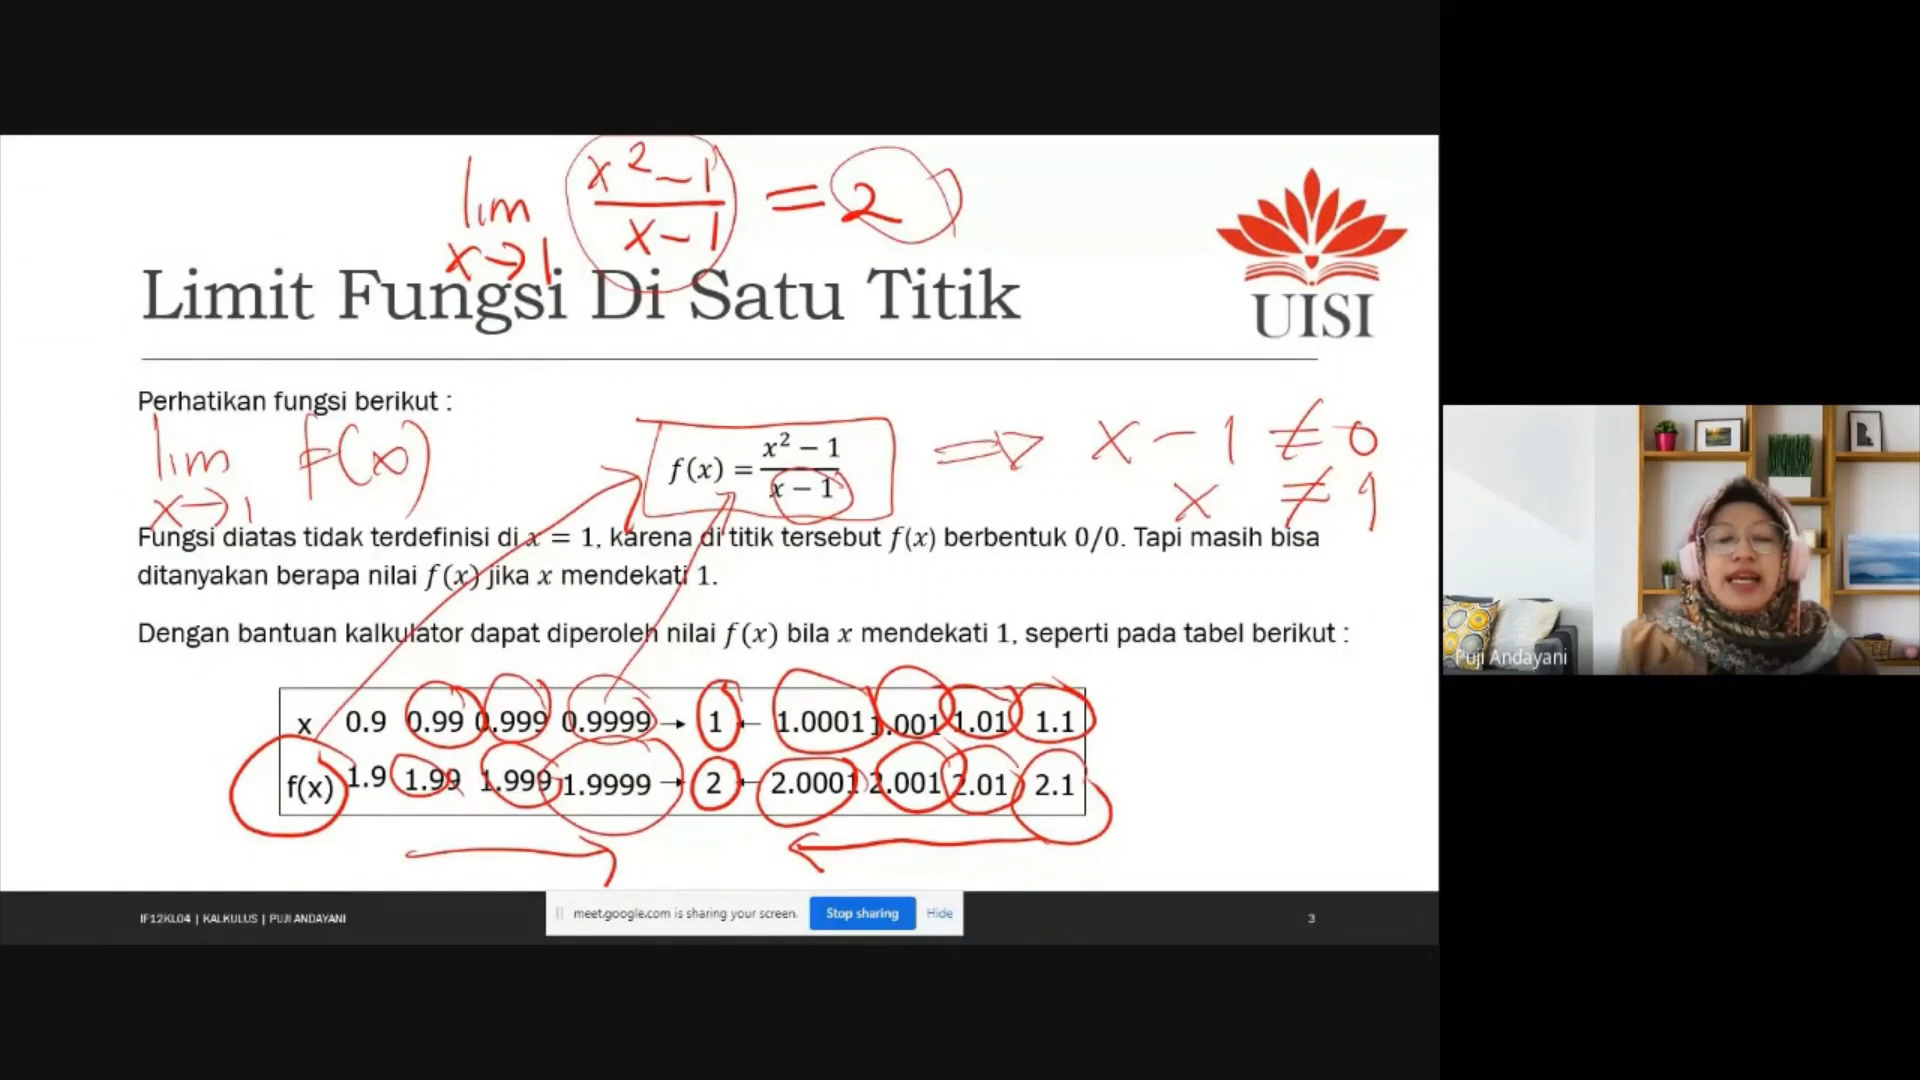 lim x² - 1 / x - 1 = 2
x→1
Limit Fungsi Di Satu Titik
UISI
Perhatikan fungsi berikut :
lim f(x)
x→1
f(x) = x² − 1 / x − 1 ⇒ x - 1 ≠ 0
x ≠ 1
Fungsi diatas tidak terdefinisi di x = 1, karena di titik tersebut f(x) berbentuk 0/0. Tapi masih bisa
ditanyakan berapa nilai f(x) jika x mendekati 1.
Dengan bantuan kalkulator dapat diperoleh nilai f(x) bila x mendekati 1, seperti pada tabel berikut :
x 0.9 0.99 0.999 0.9999 → 1 ← 1.0001 1.001 1.01 1.1
f(x) 1.9 1.99 1.999 1.9999 → 2 ← 2.0001 2.001 2.01 2.1
IF12KL04 | KALKULUS | PUJI ANDAYANI
meet.google.com is sharing your screen. Stop sharing Hide
3
Puji Andayani